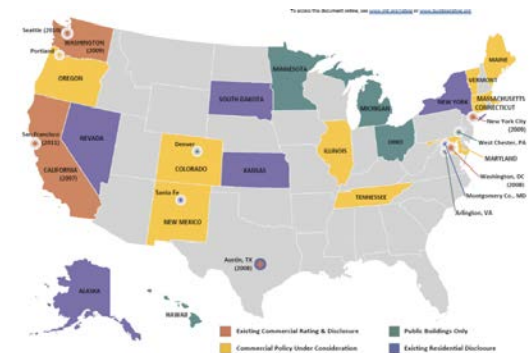 To access this document online, see
Seattle (2010)
WASHINGTON
(2009)
Portland
OREGON
San Francisco
(2011)
CALIFORNIA
(2007)
NEVADA
SOUTH DAKOTA
MINNESOTA
MICHIGAN
OHIO
ILLINOIS
KANSAS
Denver
COLORADO
Santa Fe
NEW MEXICO
TENNESSEE
Austin, TX
(2008)
ALASKA
HAWAII
MAINE
VERMONT
MASSACHUSETTS
CONNECTICUT
NEW YORK
New York City
(2009)
West Chester, PA
MARYLAND
Washington, DC
(2008)
Montgomery Co., MD
Arlington, VA
Existing Commercial Rating & Disclosure
Public Buildings Only
Commercial Policy Under Consideration
Existing Residential Disclosure